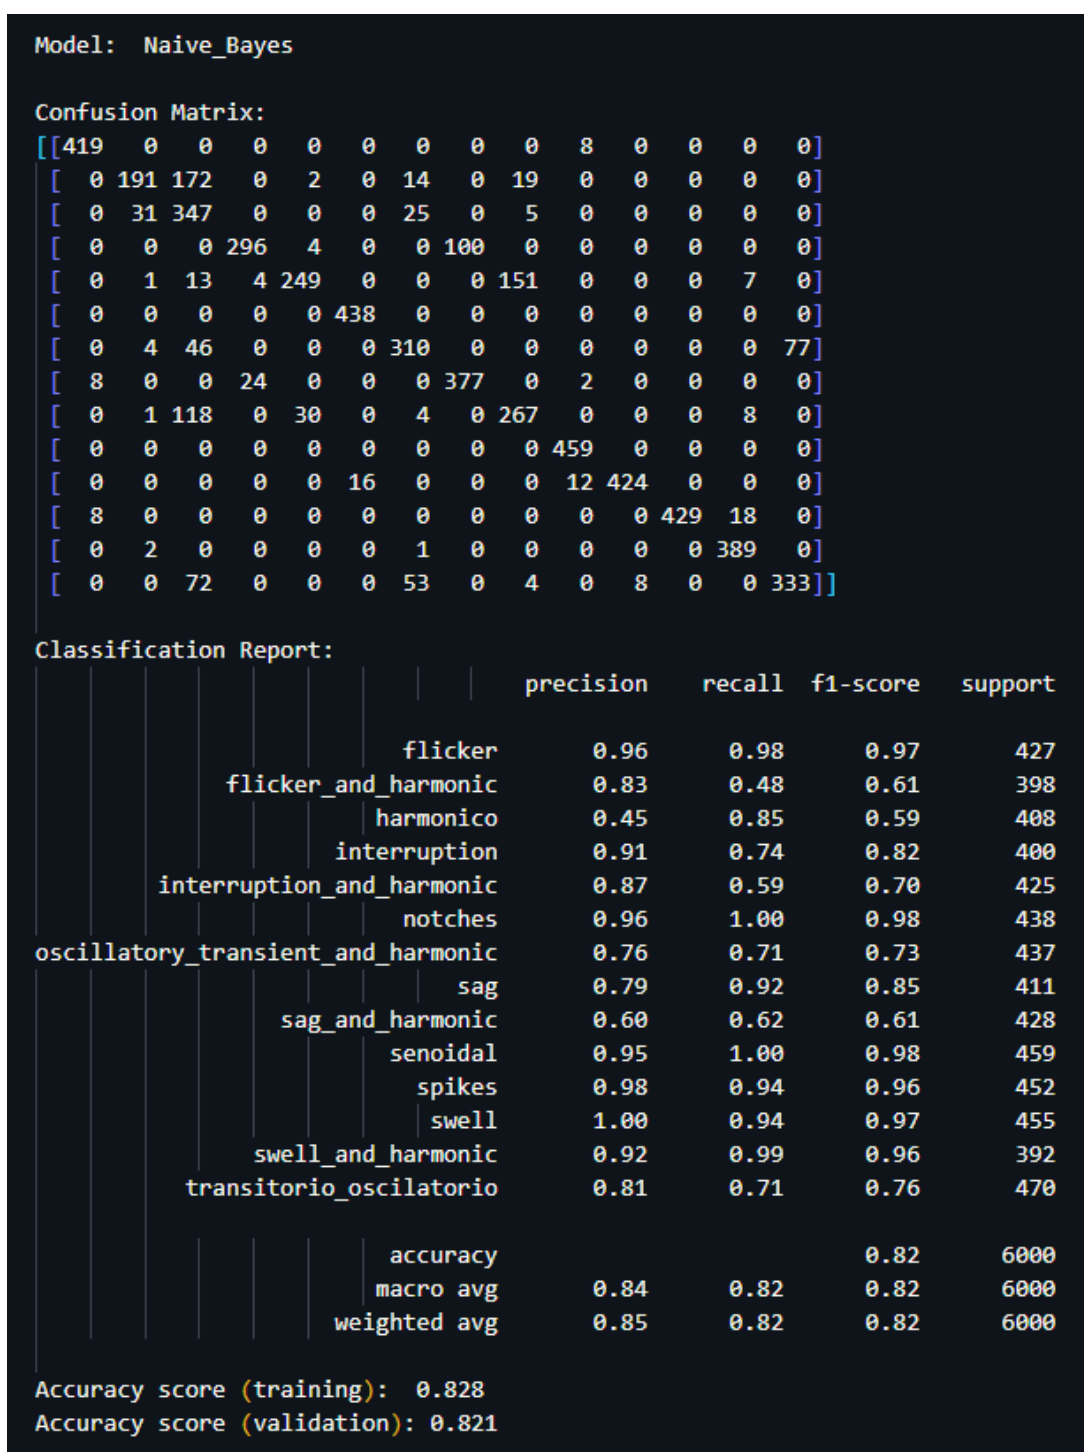 Model:  Naive_Bayes
Confusion Matrix:
[[419   0   0   0   0   0   0   0   0   8   0   0   0   0]
[  0 191 172   0   2   0  14   0  19   0   0   0   0   0]
[  0  31 347   0   0   0  25   0   5   0   0   0   0   0]
[  0   0   0 296   4   0   0 100   0   0   0   0   0   0]
[  0   1  13   4 249   0   0   0 151   0   0   0   7   0]
[  0   0   0   0   0 438   0   0   0   0   0   0   0   0]
[  0   4  46   0   0   0 310   0   0   0   0   0   0  77]
[  8   0   0  24   0   0   0 377   0   2   0   0   0   0]
[  0   1 118   0  30   0   4   0 267   0   0   0   8   0]
[  0   0   0   0   0   0   0   0   0 459   0   0   0   0]
[  0   0   0   0   0  16   0   0   0  12 424   0   0   0]
[  8   0   0   0   0   0   0   0   0   0   0 429  18   0]
[  0   2   0   0   0   0   1   0   0   0   0   0 389   0]
[  0   0  72   0   0   0  53   0   4   0   8   0   0 333]]
Classification Report:
precision    recall  f1-score   support
flicker       0.96      0.98      0.97       427
flicker_and_harmonic       0.83      0.48      0.61       398
harmonico       0.45      0.85      0.59       408
interruption       0.91      0.74      0.82       400
interruption_and_harmonic       0.87      0.59      0.70       425
notches       0.96      1.00      0.98       438
oscillatory_transient_and_harmonic       0.76      0.71      0.73       437
sag       0.79      0.92      0.85       411
sag_and_harmonic       0.60      0.62      0.61       428
senoidal       0.95      1.00      0.98       459
spikes       0.98      0.94      0.96       452
swell       1.00      0.94      0.97       455
swell_and_harmonic       0.92      0.99      0.96       392
transitorio_oscilatorio       0.81      0.71      0.76       470
accuracy                           0.82      6000
macro avg       0.84      0.82      0.82      6000
weighted avg       0.85      0.82      0.82      6000
Accuracy score (training):  0.828
Accuracy score (validation): 0.821